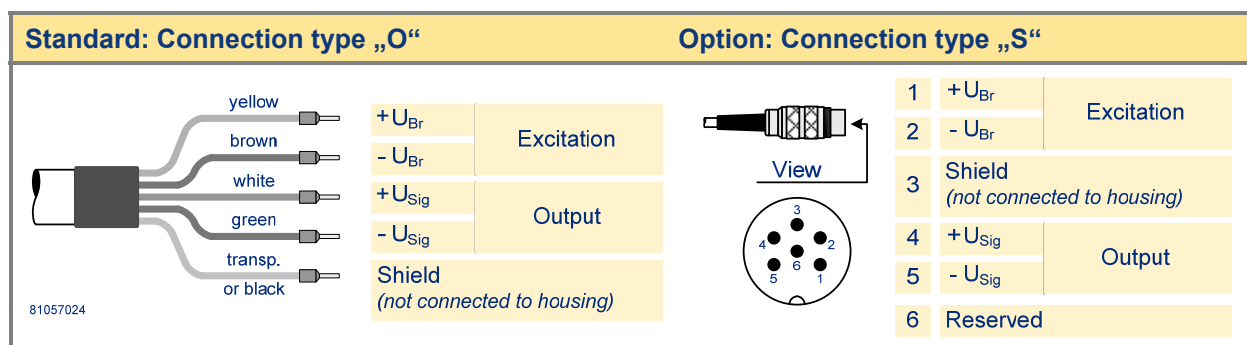 Standard: Connection type „O“
Option: Connection type „S“
yellow
+UBr
Excitation
brown
- UBr
white
+USig
Output
green
- USig
transp.
or black
Shield
(not connected to housing)
81057024
View
3
4
2
6
5
1
1 +UBr
Excitation
2 - UBr
3 Shield
(not connected to housing)
4 +USig
Output
5 - USig
6 Reserved